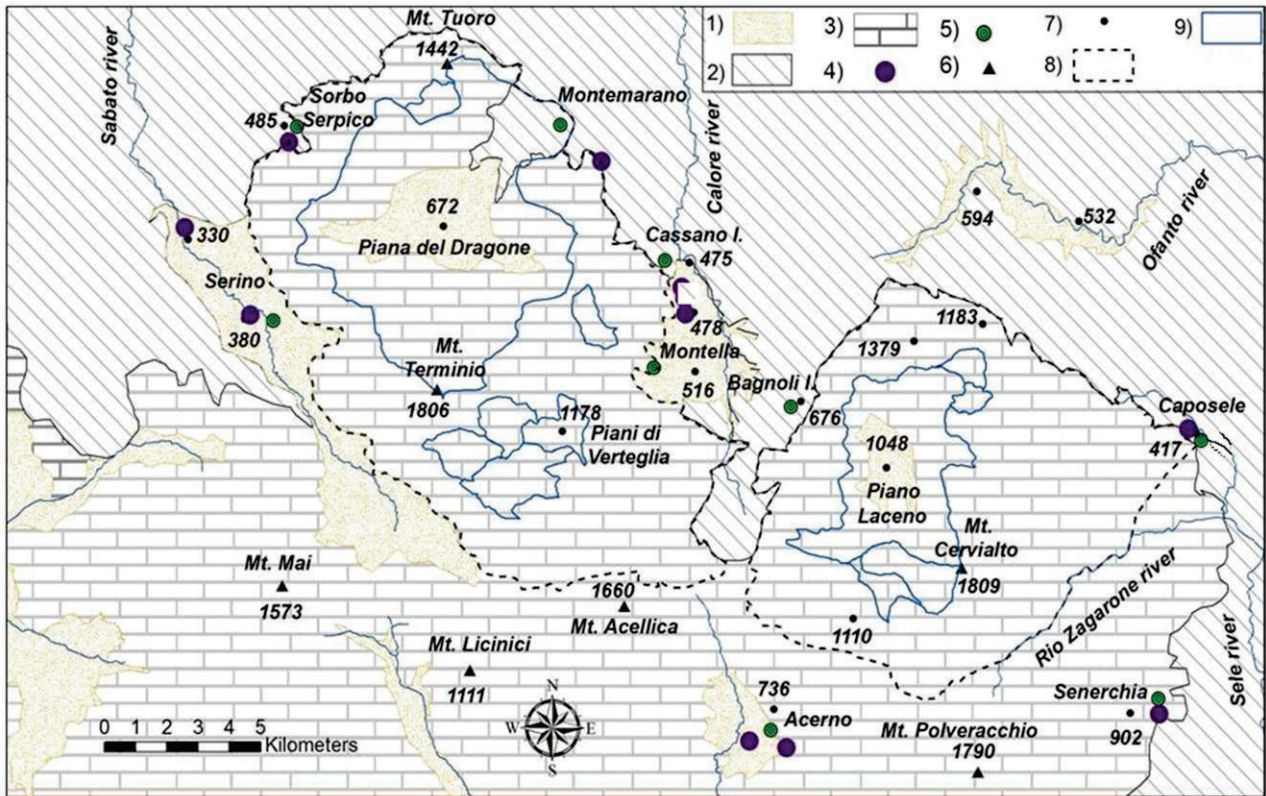 Mt. Tuoro
1442
1)
3)
5)
7)
9)
2)
4)
6)
8)
Sabato river
Sorbo
Serpico
485
Montemarano
Calore river
672
Piana del Dragone
594
532
Ofanto river
330
Cassano I.
475
Serino
380
478
Montella
516
1183
1379
Mt.
Terminio
1806
Bagnoli I.
676
1178
Piani di
Verteglia
Caposele
417
1048
Piano
Laceno
Mt.
Cervialto
1809
Mt. Mai
1573
1660
Mt. Acellica
1110
Rio Zagarone river
Sele river
Mt. Licinici
1111
N
W
E
S
736
Acerno
Senerchia
902
Mt. Polveracchio
1790
0 1 2 3 4 5
Kilometers